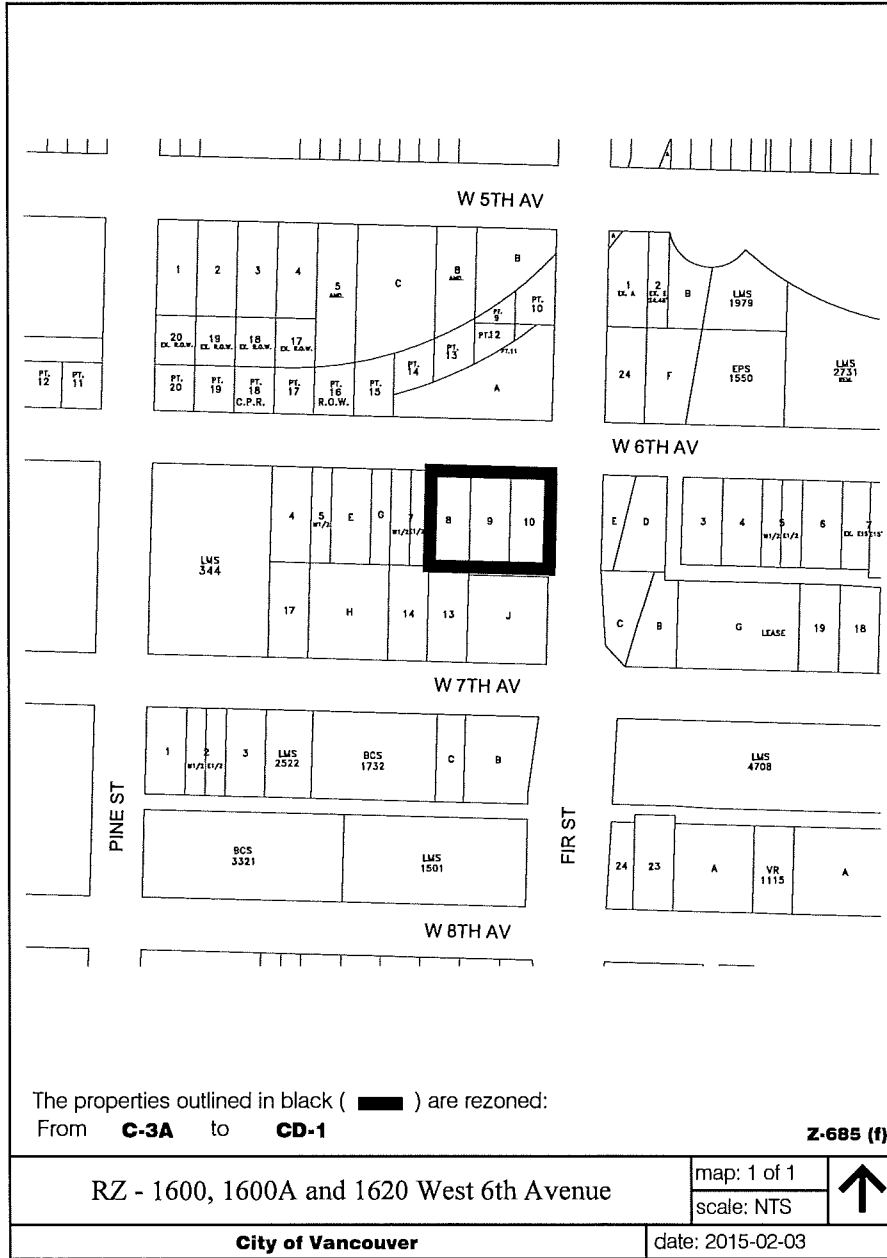 W 5TH AV
1 2 3 4 5 AMD. C 8 AMD. B
PT. 9 PT. 10
20 EX. R.O.W. 19 EX. R.O.W. 18 EX. R.O.W. 17 EX. R.O.W.
PT. 12 PT. 11
PT. 20 PT. 19 PT. 18 C.P.R. PT. 17 PT. 16 R.O.W. PT. 15 PT. 14 PT. 13 PT.12 PT.11 A
A 1 EX. A 2 B LMS 1979
24 F EPS 1550 LMS 2731 REM.
W 6TH AV
LMS 344
4 5 W1/2 E G 7 W1/2 E1/2 8 9 10
17 H 14 13 J
E D 3 4 5 W1/2 E1/2 6 7
C B G LEASE 19 18
W 7TH AV
1 2 W1/2 E1/2 3 LMS 2522 BCS 1732 C B
LMS 4708
PINE ST
FIR ST
BCS 3321 LMS 1501
24 23 A VR 1115 A
W 8TH AV
The properties outlined in black ( ) are rezoned:
From C-3A to CD-1
Z-685 (f)
RZ - 1600, 1600A and 1620 West 6th Avenue
map: 1 of 1
scale: NTS
City of Vancouver
date: 2015-02-03